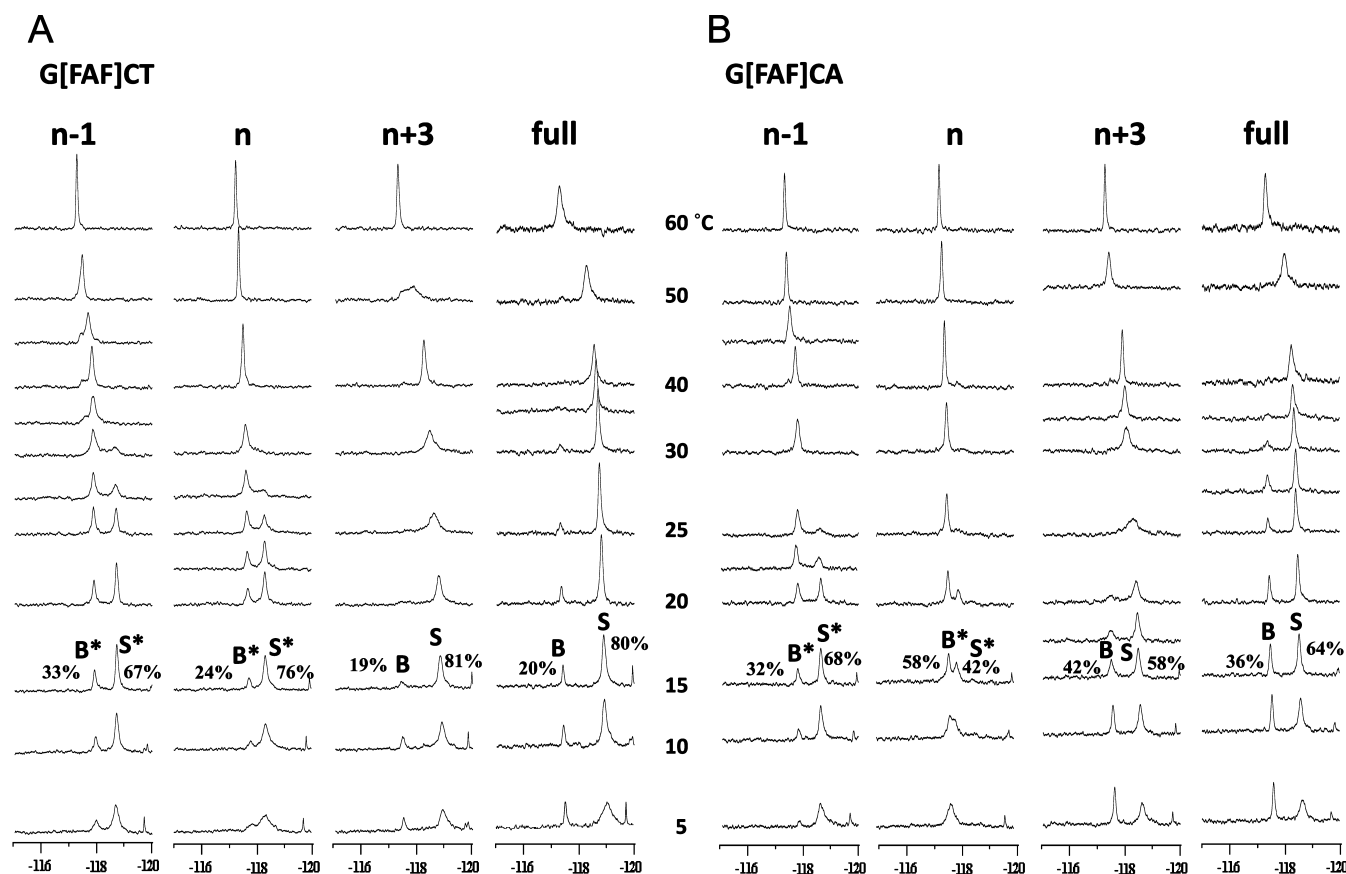 A B
G[FAF]CT G[FAF]CA
n-1 n n+3 full n-1 n n+3 full
60 °C
50
40
30
25
20
B* S* B* S* B S B S B* S* B* S* B S B S
33% 67% 24% 76% 19% 81% 20% 80% 32% 68% 58% 42% 42% 58% 36% 64%
15
10
5
-116 -118 -120 -116 -118 -120 -116 -118 -120 -116 -118 -120 -116 -118 -120 -116 -118 -120 -116 -118 -120 -116 -118 -120